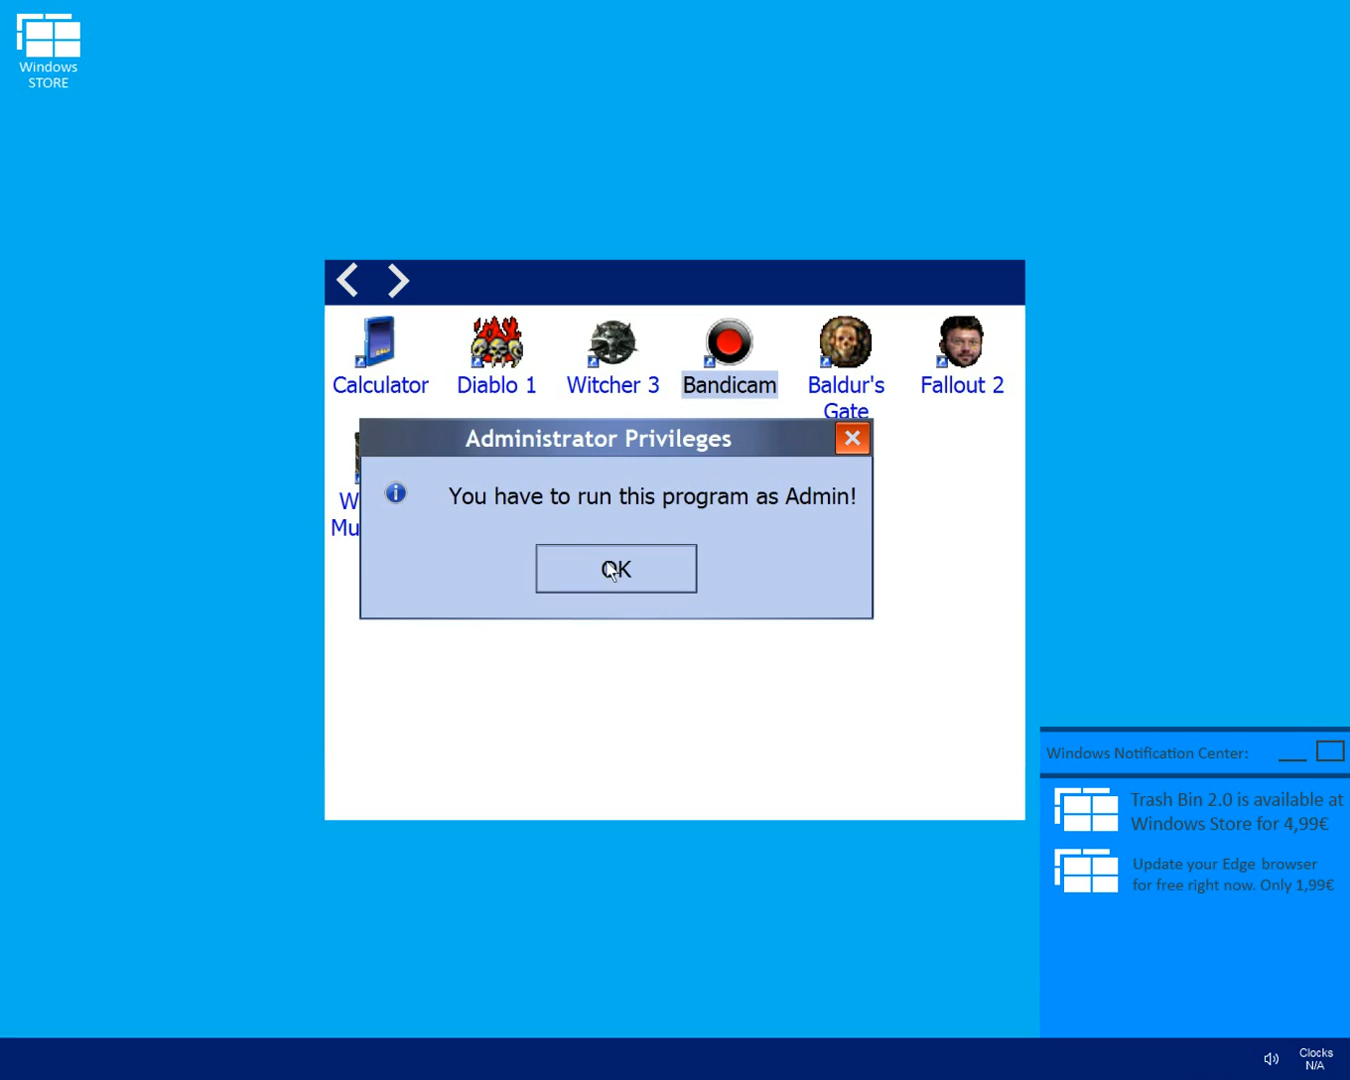 Windows
STORE
Calculator
Diablo 1
Witcher 3
Bandicam
Baldur's
Gate
Fallout 2
Administrator Privileges
You have to run this program as Admin!
OK
W
Mu
Windows Notification Center:
Trash Bin 2.0 is available at
Windows Store for 4,99€
Update your Edge browser
for free right now. Only 1,99€
Clocks
N/A